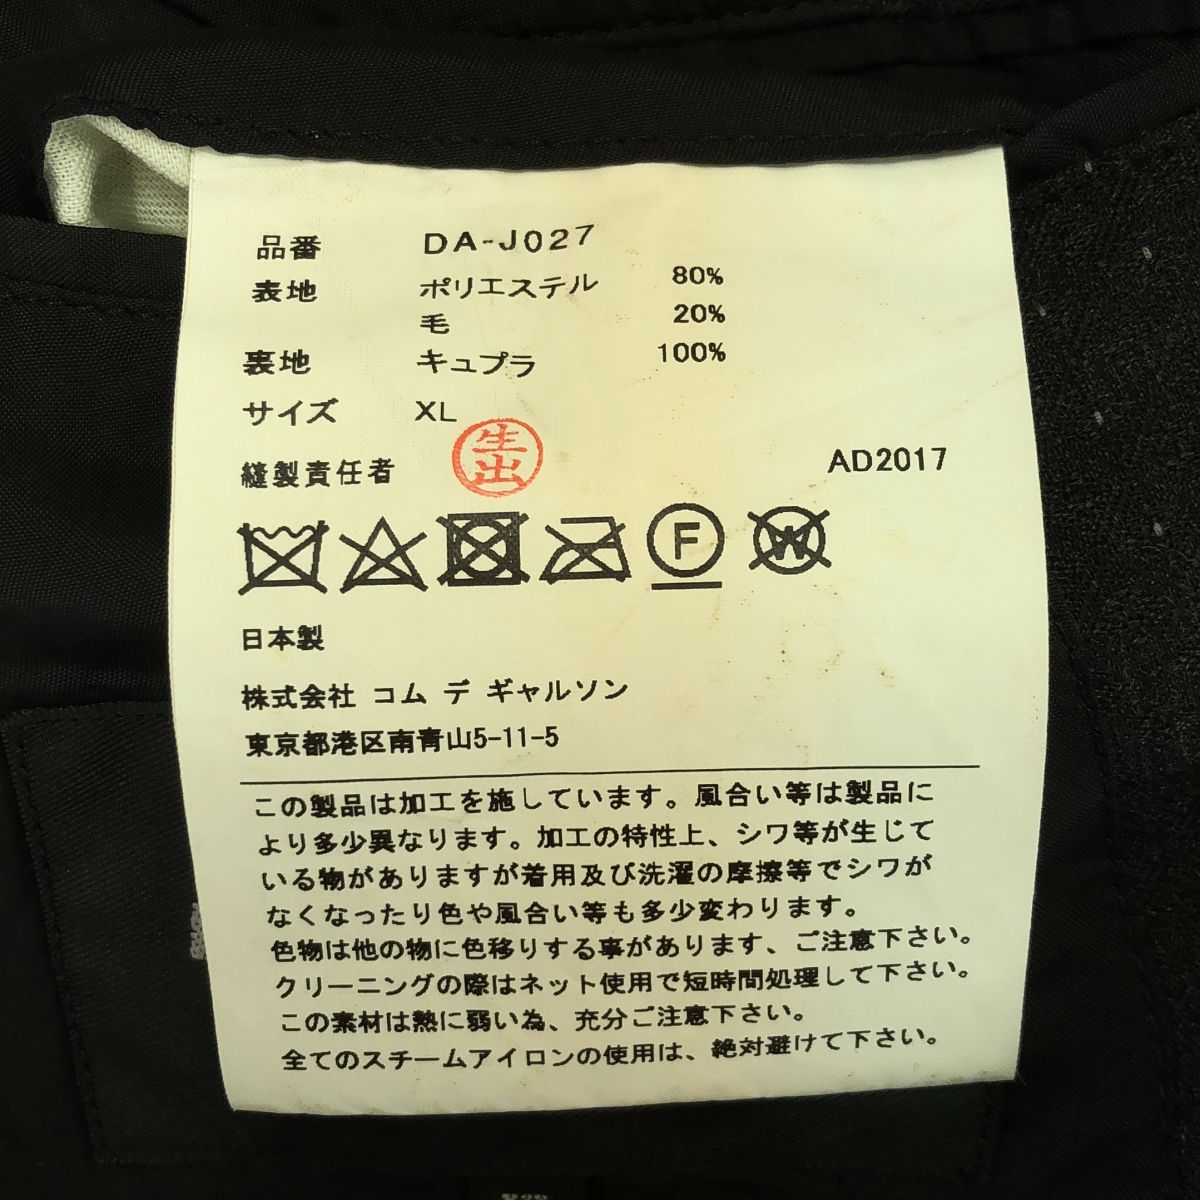 品番 DA-J027
表地 ポリエステル 80%
毛 20%
裏地 キュプラ 100%
サイズ XL
縫製責任者 生出 AD2017
F W
日本製
株式会社 コム デ ギャルソン
東京都港区南青山5-11-5
この製品は加工を施しています。風合い等は製品に
より多少異なります。加工の特性上、シワ等が生じて
いる物がありますが着用及び洗濯の摩擦等でシワが
なくなったり色や風合い等も多少変わります。
色物は他の物に色移りする事があります、ご注意下さい。
クリーニングの際はネット使用で短時間処理して下さい。
この素材は熱に弱い為、充分ご注意下さい。
全てのスチームアイロンの使用は、絶対避けて下さい。